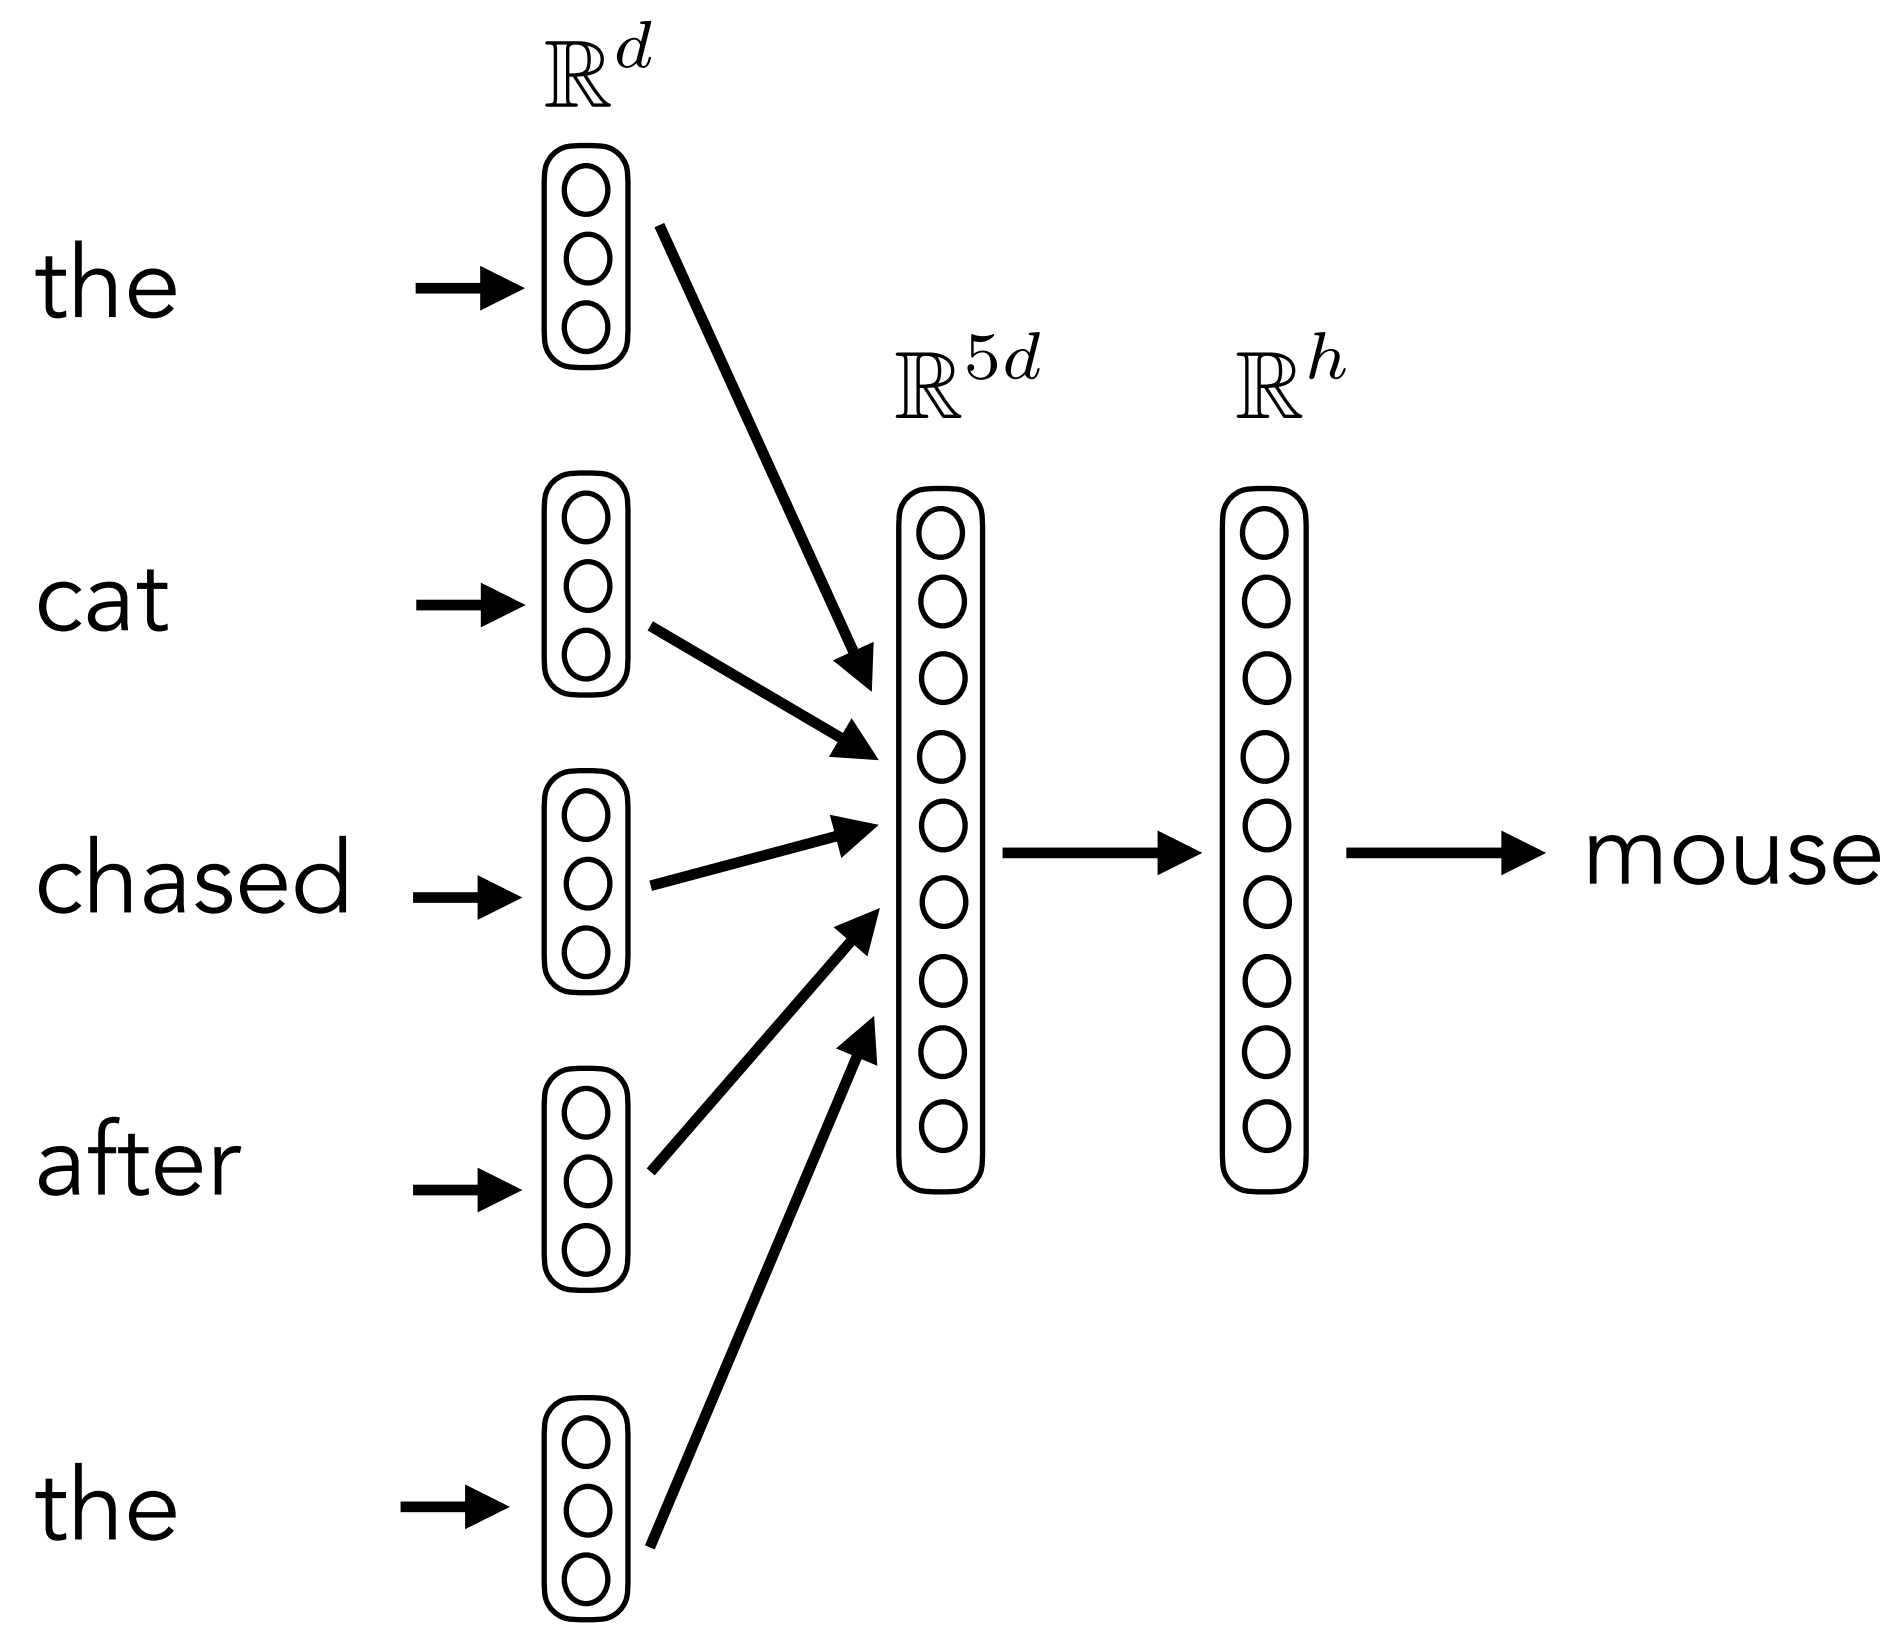 ℝ^d
the
ℝ^{5d}
ℝ^h
cat
chased
mouse
after
the